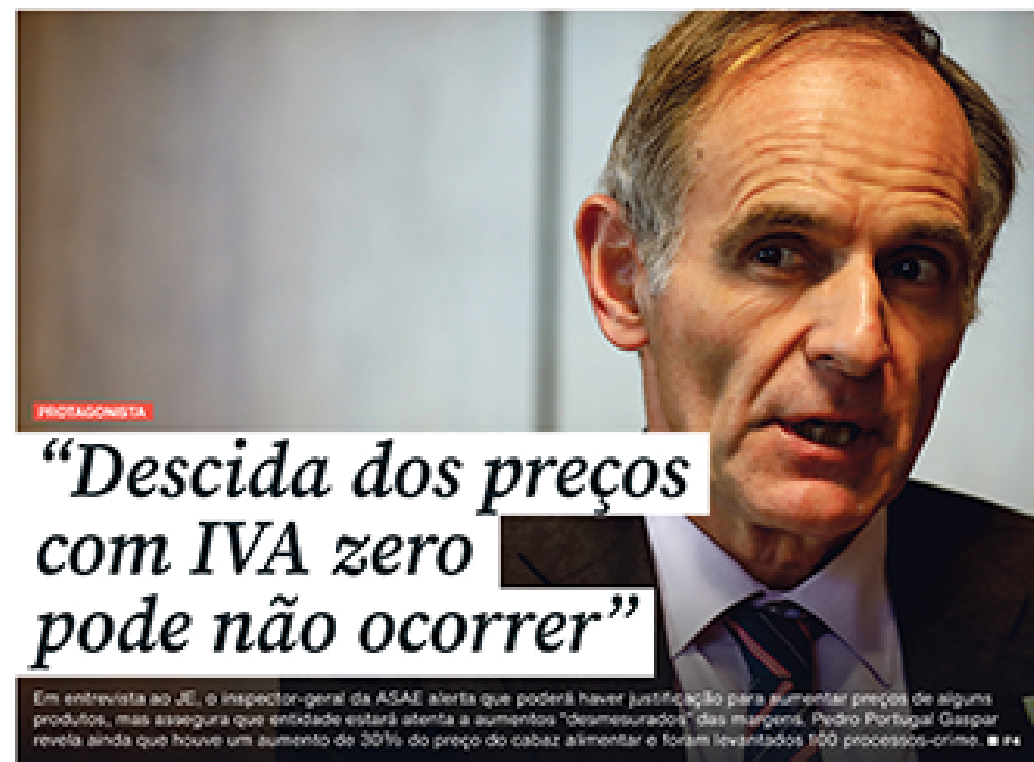 PROTAGONISTA
“Descida dos preços
com IVA zero
pode não ocorrer”
Em entrevista ao JE, o inspector-geral da ASAE alerta que poderá haver justificação para aumentar preços de alguns
produtos, mas assegura que entidade estará atenta a aumentos "desmesurados" das margens. Pedro Portugal Gaspar
revela ainda que houve um aumento de 30% do preço do cabaz alimentar e foram levantados 100 processos-crime. ■ P4